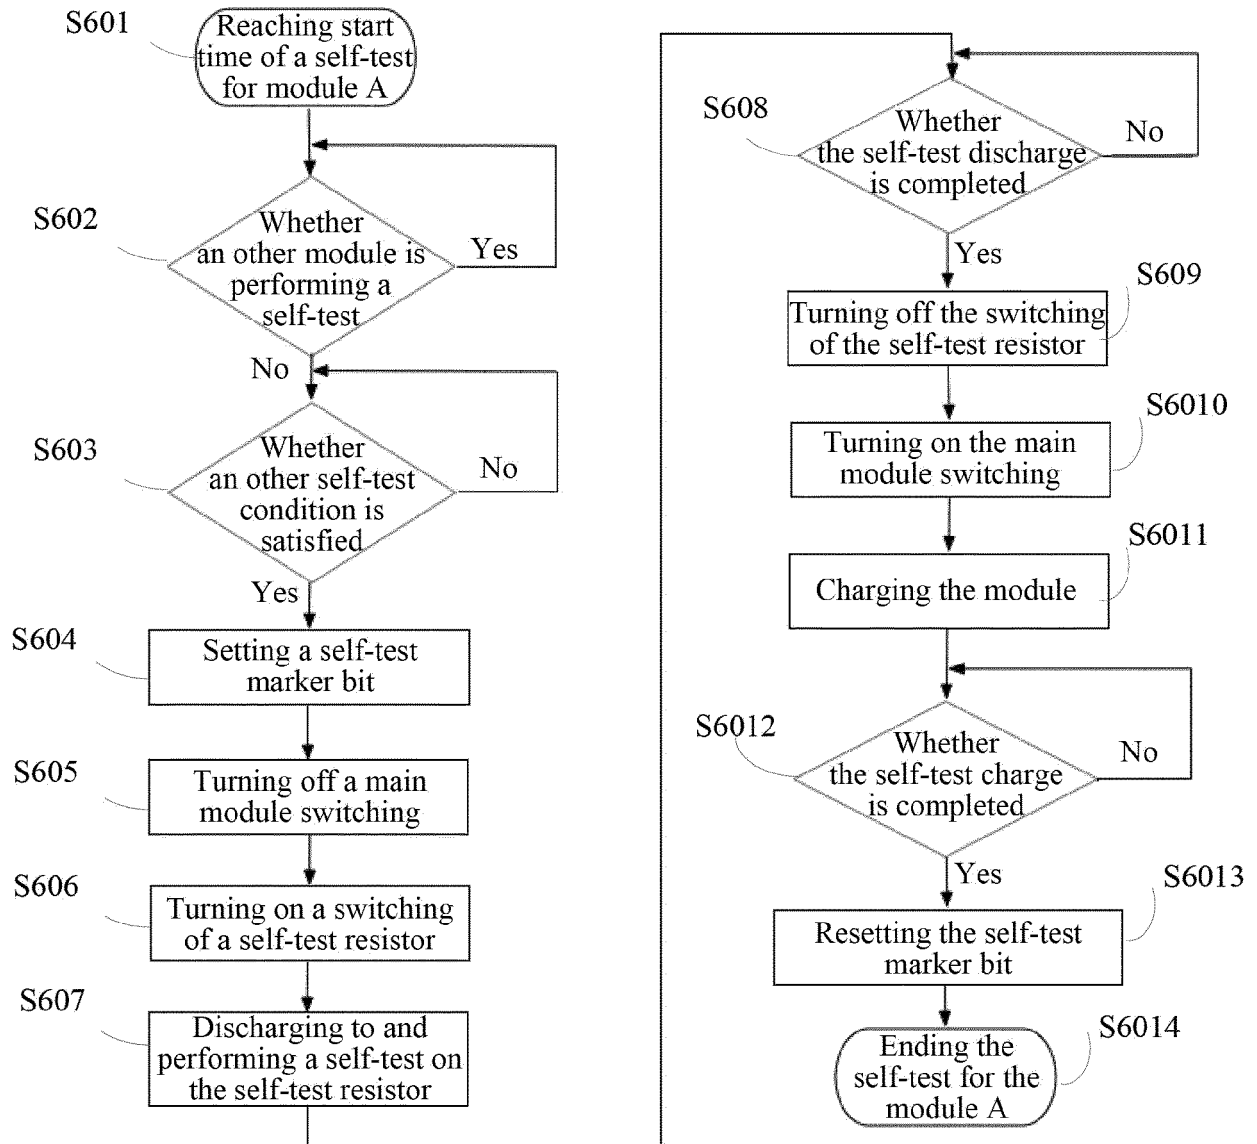 S601
Reaching start
time of a self-test
for module A
S602
Whether
an other module is
performing a
self-test
Yes
No
S603
Whether
an other self-test
condition is
satisfied
No
Yes
S604
Setting a self-test
marker bit
S605
Turning off a main
module switching
S606
Turning on a switching
of a self-test resistor
S607
Discharging to and
performing a self-test on
the self-test resistor
S608
Whether
the self-test discharge
is completed
No
Yes
S609
Turning off the switching
of the self-test resistor
S6010
Turning on the main
module switching
S6011
Charging the module
S6012
Whether
the self-test charge
is completed
No
Yes
S6013
Resetting the self-test
marker bit
S6014
Ending the
self-test for the
module A